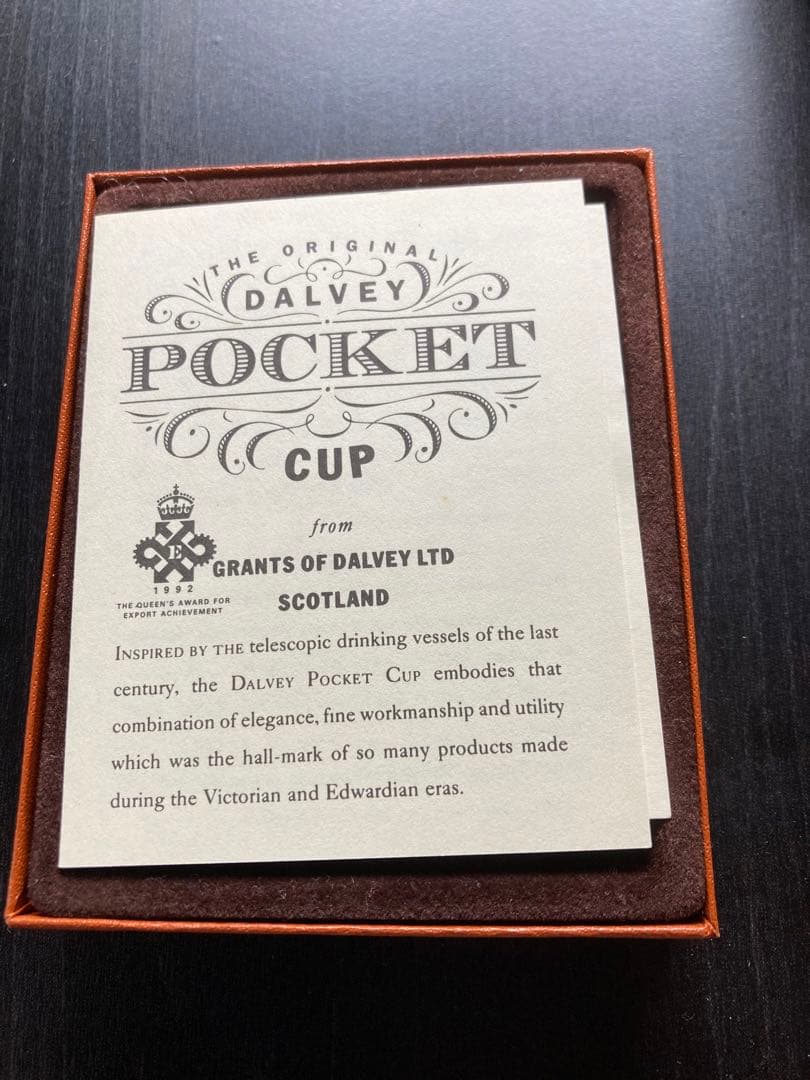 THE ORIGINAL
DALVEY
POCKET
CUP
from
GRANTS OF DALVEY LTD
SCOTLAND
E
1992
THE QUEEN'S AWARD FOR
EXPORT ACHIEVEMENT
INSPIRED BY THE telescopic drinking vessels of the last
century, the DALVEY POCKET CUP embodies that
combination of elegance, fine workmanship and utility
which was the hall-mark of so many products made
during the Victorian and Edwardian eras.